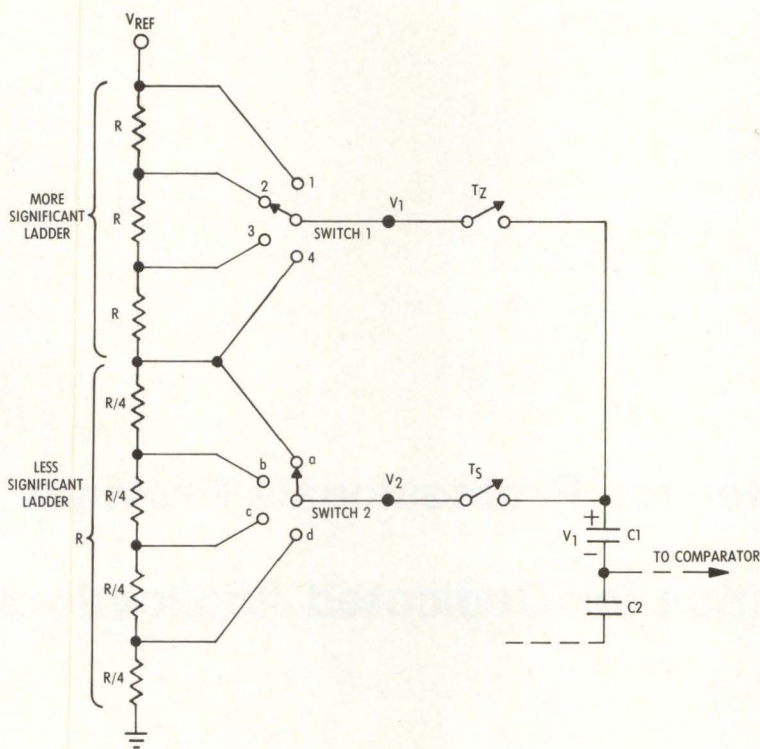 VREF
R
1
2
TZ
V1
MORE
SIGNIFICANT
LADDER
R
SWITCH 1
3
4
R
R/4
a
b
V2
TS
LESS
SIGNIFICANT
LADDER
R/4
SWITCH 2
c
R
+
V1
C1
−
d
TO COMPARATOR
R/4
C2
R/4